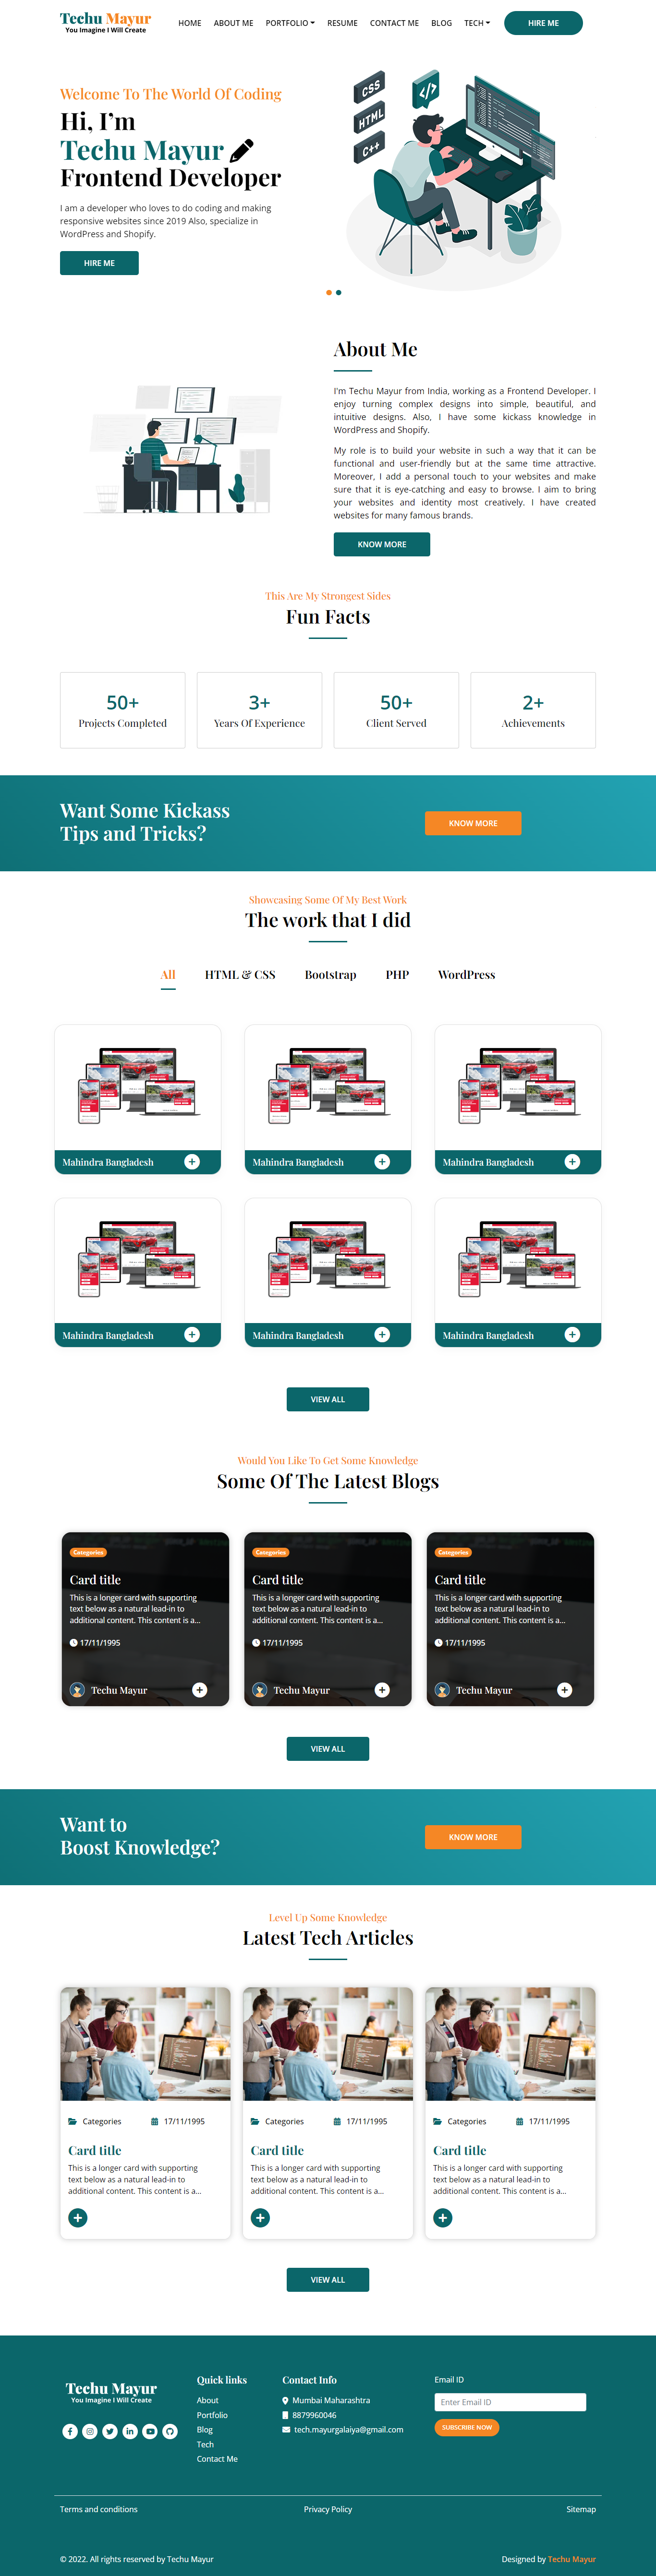 Techu Mayur
You Imagine I Will Create
HOME ABOUT ME PORTFOLIO RESUME CONTACT ME BLOG TECH HIRE ME
Welcome To The World Of Coding
Hi, I'm
Techu Mayur
Frontend Developer
I am a developer who loves to do coding and making
responsive websites since 2019 Also, specialize in
WordPress and Shopify.
HIRE ME
CSS
</>
HTML
C++
About Me
I'm Techu Mayur from India, working as a Frontend Developer. I
enjoy turning complex designs into simple, beautiful, and
intuitive designs. Also, I have some kickass knowledge in
WordPress and Shopify.
My role is to build your website in such a way that it can be
functional and user-friendly but at the same time attractive.
Moreover, I add a personal touch to your websites and make
sure that it is eye-catching and easy to browse. I aim to bring
your websites and identity most creatively. I have created
websites for many famous brands.
KNOW MORE
This Are My Strongest Sides
Fun Facts
50+ 3+ 50+ 2+
Projects Completed Years Of Experience Client Served Achievements
Want Some Kickass
Tips and Tricks?
KNOW MORE
Showcasing Some Of My Best Work
The work that I did
All HTML & CSS Bootstrap PHP WordPress
Mahindra Bangladesh Mahindra Bangladesh Mahindra Bangladesh
Mahindra Bangladesh Mahindra Bangladesh Mahindra Bangladesh
VIEW ALL
Would You Like To Get Some Knowledge
Some Of The Latest Blogs
Categories
Card title
This is a longer card with supporting
text below as a natural lead-in to
additional content. This content is a...
17/11/1995
Techu Mayur
Categories
Card title
This is a longer card with supporting
text below as a natural lead-in to
additional content. This content is a...
17/11/1995
Techu Mayur
Categories
Card title
This is a longer card with supporting
text below as a natural lead-in to
additional content. This content is a...
17/11/1995
Techu Mayur
VIEW ALL
Want to
Boost Knowledge?
KNOW MORE
Level Up Some Knowledge
Latest Tech Articles
Categories 17/11/1995
Card title
This is a longer card with supporting
text below as a natural lead-in to
additional content. This content is a...
Categories 17/11/1995
Card title
This is a longer card with supporting
text below as a natural lead-in to
additional content. This content is a...
Categories 17/11/1995
Card title
This is a longer card with supporting
text below as a natural lead-in to
additional content. This content is a...
VIEW ALL
Techu Mayur
You Imagine I Will Create
Quick links
About
Portfolio
Blog
Tech
Contact Me
Contact Info
Mumbai Maharashtra
8879960046
tech.mayurgalaiya@gmail.com
Email ID
Enter Email ID
SUBSCRIBE NOW
Terms and conditions Privacy Policy Sitemap
© 2022. All rights reserved by Techu Mayur
Designed by Techu Mayur